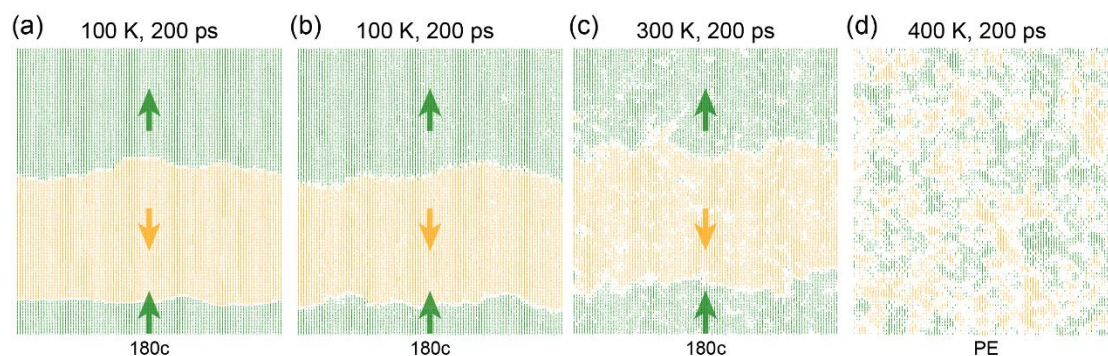 (a) 100 K, 200 ps
(b) 100 K, 200 ps
(c) 300 K, 200 ps
(d) 400 K, 200 ps
180c
180c
180c
PE